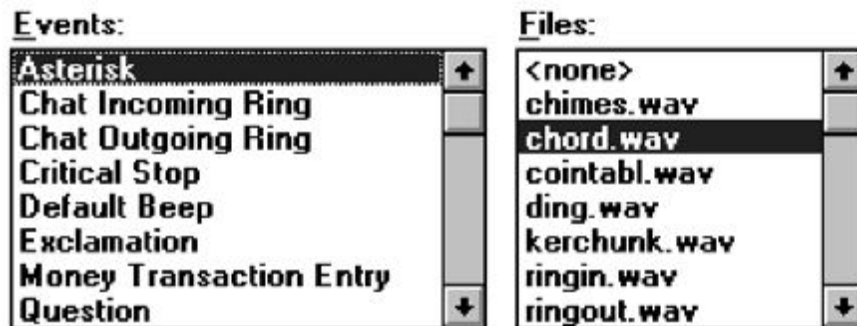 Events:
Asterisk
Chat Incoming Ring
Chat Outgoing Ring
Critical Stop
Default Beep
Exclamation
Money Transaction Entry
Question
Files:
<none>
chimes.wav
chord.wav
cointabl.wav
ding.wav
kerchunk.wav
ringin.wav
ringout.wav